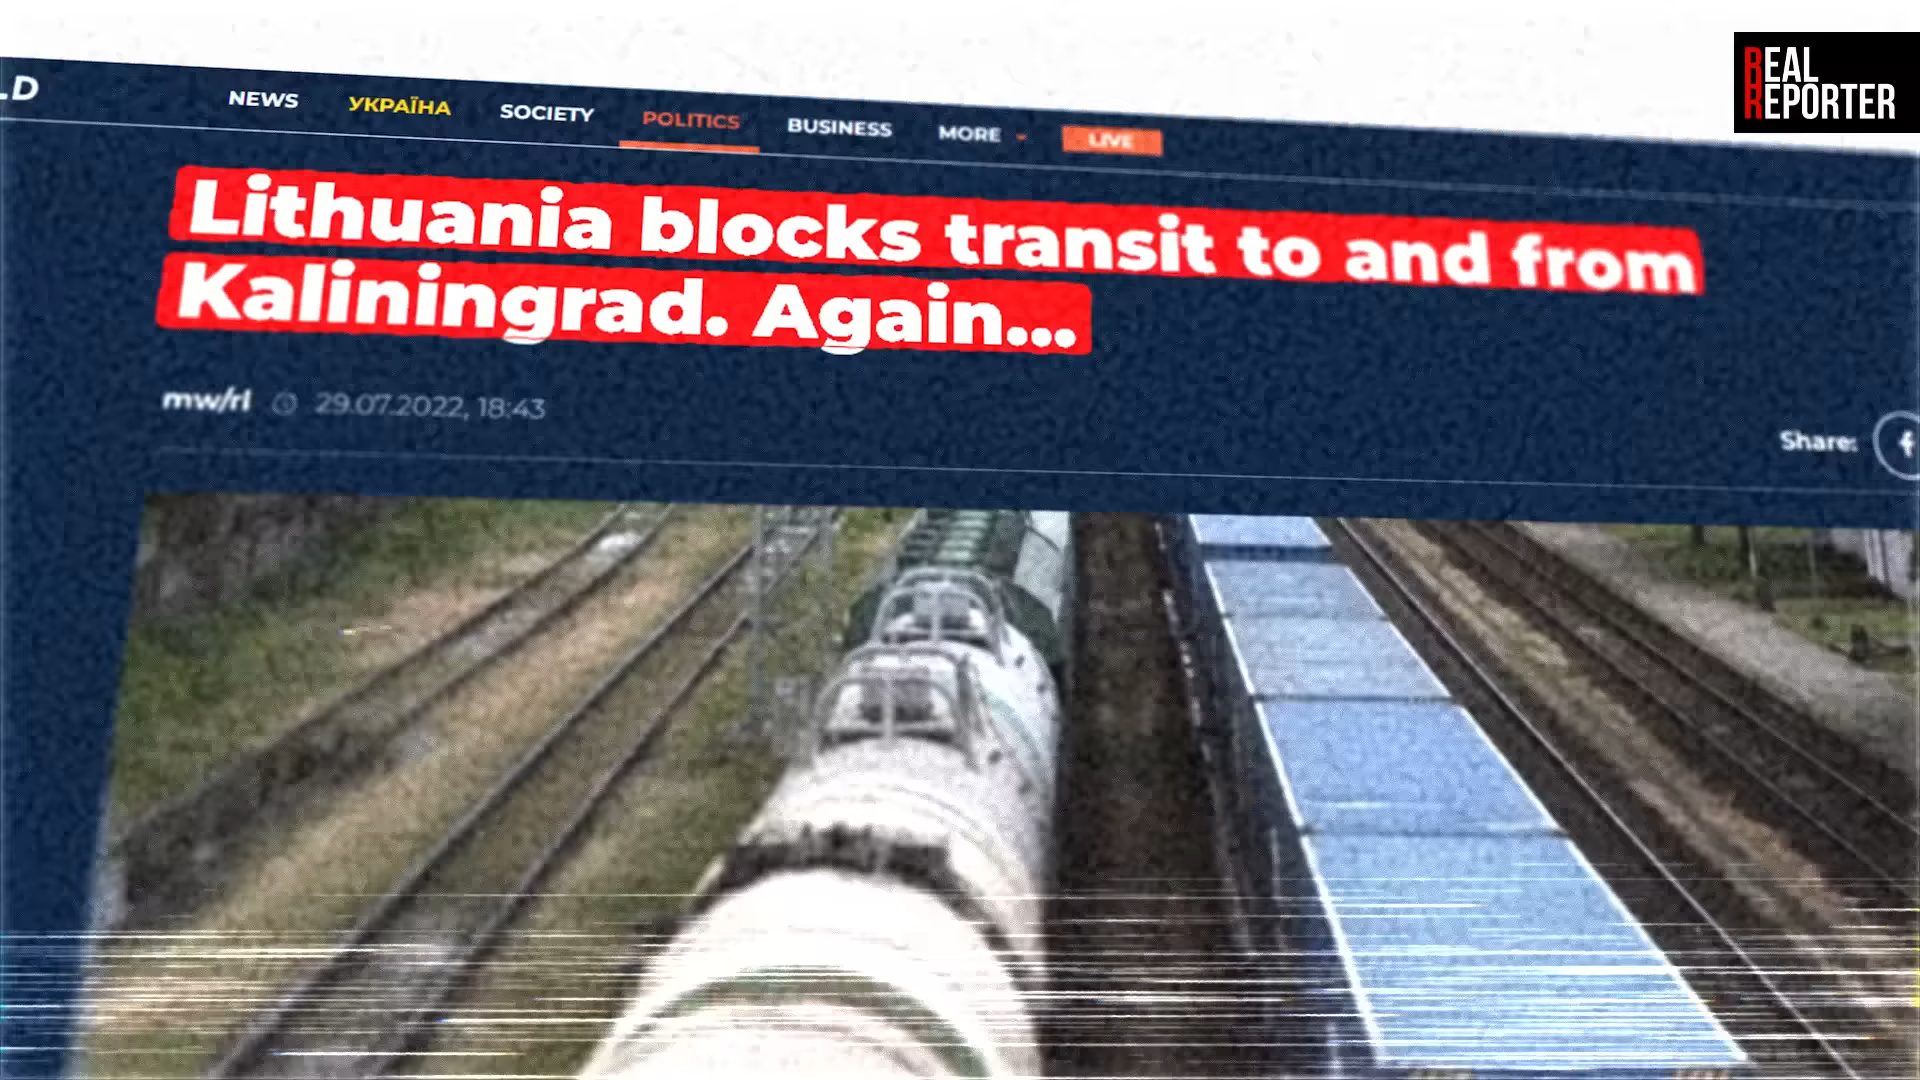 REAL
REPORTER
LD
NEWS УКРАЇНА SOCIETY POLITICS BUSINESS MORE LIVE
Lithuania blocks transit to and from
Kaliningrad. Again...
mw/rl 29.07.2022, 18:43
Share: